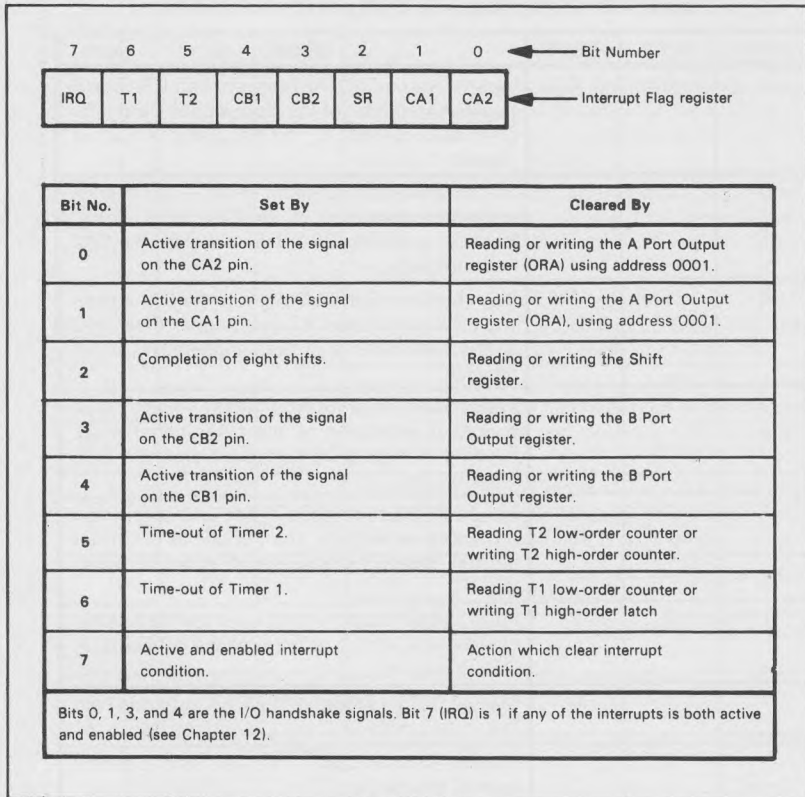 7 6 5 4 3 2 1 0 Bit Number
IRQ T1 T2 CB1 CB2 SR CA1 CA2 Interrupt Flag register
Bit No. Set By Cleared By
0 Active transition of the signal on the CA2 pin. Reading or writing the A Port Output register (ORA) using address 0001.
1 Active transition of the signal on the CA1 pin. Reading or writing the A Port Output register (ORA), using address 0001.
2 Completion of eight shifts. Reading or writing the Shift register.
3 Active transition of the signal on the CB2 pin. Reading or writing the B Port Output register.
4 Active transition of the signal on the CB1 pin. Reading or writing the B Port Output register.
5 Time-out of Timer 2. Reading T2 low-order counter or writing T2 high-order counter.
6 Time-out of Timer 1. Reading T1 low-order counter or writing T1 high-order latch
7 Active and enabled interrupt condition. Action which clear interrupt condition.
Bits 0, 1, 3, and 4 are the I/O handshake signals. Bit 7 (IRQ) is 1 if any of the interrupts is both active
and enabled (see Chapter 12).